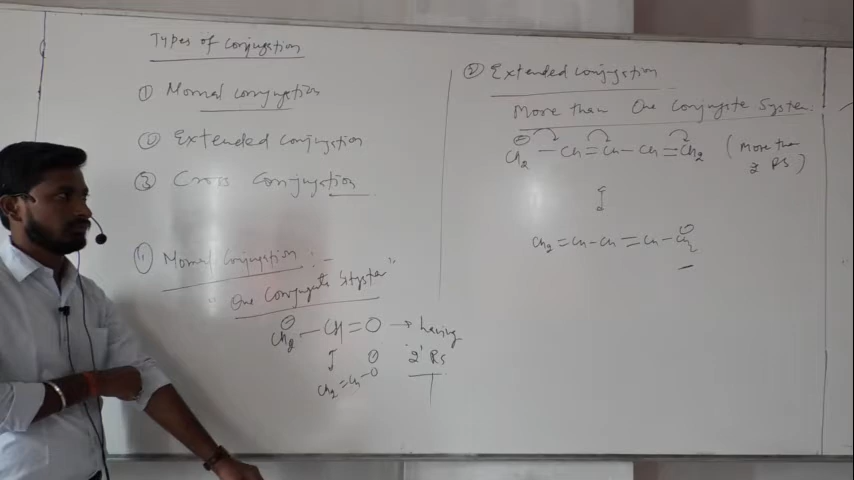 Types of conjugation
① Normal conjugation
② Extended conjugation
③ Cross Conjugation
① Normal Conjugation :-
"One Conjugate System"
⊖
CH₂ — CH = O → having
'2' RS
⊖
CH₂ = CH – O
② Extended conjugation
More than One Conjugate System.
⊖
CH₂ — CH = CH – CH = CH₂ ( More than
2 RS )
⊖
CH₂ = CH – CH = CH – CH₂